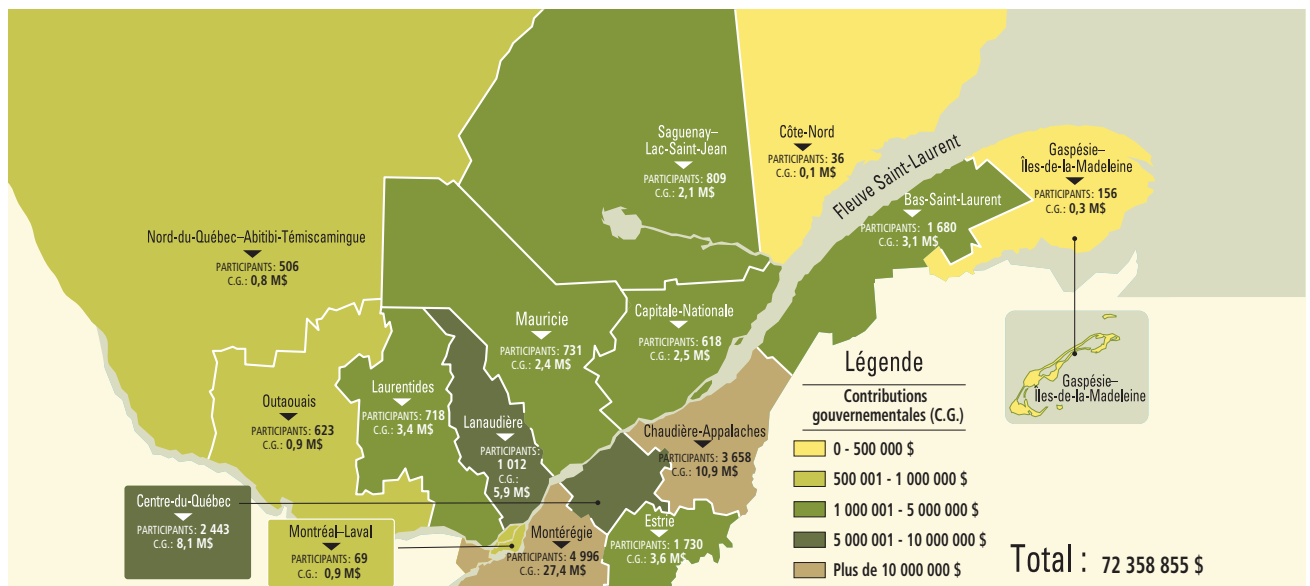 Saguenay–
Lac-Saint-Jean
PARTICIPANTS: 809
C.G.: 2,1 M$
Côte-Nord
PARTICIPANTS: 36
C.G.: 0,1 M$
Fleuve Saint-Laurent
Gaspésie–
Îles-de-la-Madeleine
PARTICIPANTS: 156
C.G.: 0,3 M$
Bas-Saint-Laurent
PARTICIPANTS: 1 680
C.G.: 3,1 M$
Nord-du-Québec–Abitibi-Témiscamingue
PARTICIPANTS: 506
C.G.: 0,8 M$
Mauricie
PARTICIPANTS: 731
C.G.: 2,4 M$
Capitale-Nationale
PARTICIPANTS: 618
C.G.: 2,5 M$
Outaouais
PARTICIPANTS: 623
C.G.: 0,9 M$
Laurentides
PARTICIPANTS: 718
C.G.: 3,4 M$
Lanaudière
PARTICIPANTS:
1 012
C.G.:
5,9 M$
Chaudière-Appalaches
PARTICIPANTS: 3 658
C.G.: 10,9 M$
Centre-du-Québec
PARTICIPANTS: 2 443
C.G.: 8,1 M$
Montréal–Laval
PARTICIPANTS: 69
C.G.: 0,9 M$
Montérégie
PARTICIPANTS: 4 996
C.G.: 27,4 M$
Estrie
PARTICIPANTS: 1 730
C.G.: 3,6 M$
Gaspésie–
Îles-de-la-Madeleine
Légende
Contributions
gouvernementales (C.G.)
0 - 500 000 $
500 001 - 1 000 000 $
1 000 001 - 5 000 000 $
5 000 001 - 10 000 000 $
Plus de 10 000 000 $
Total : 72 358 855 $